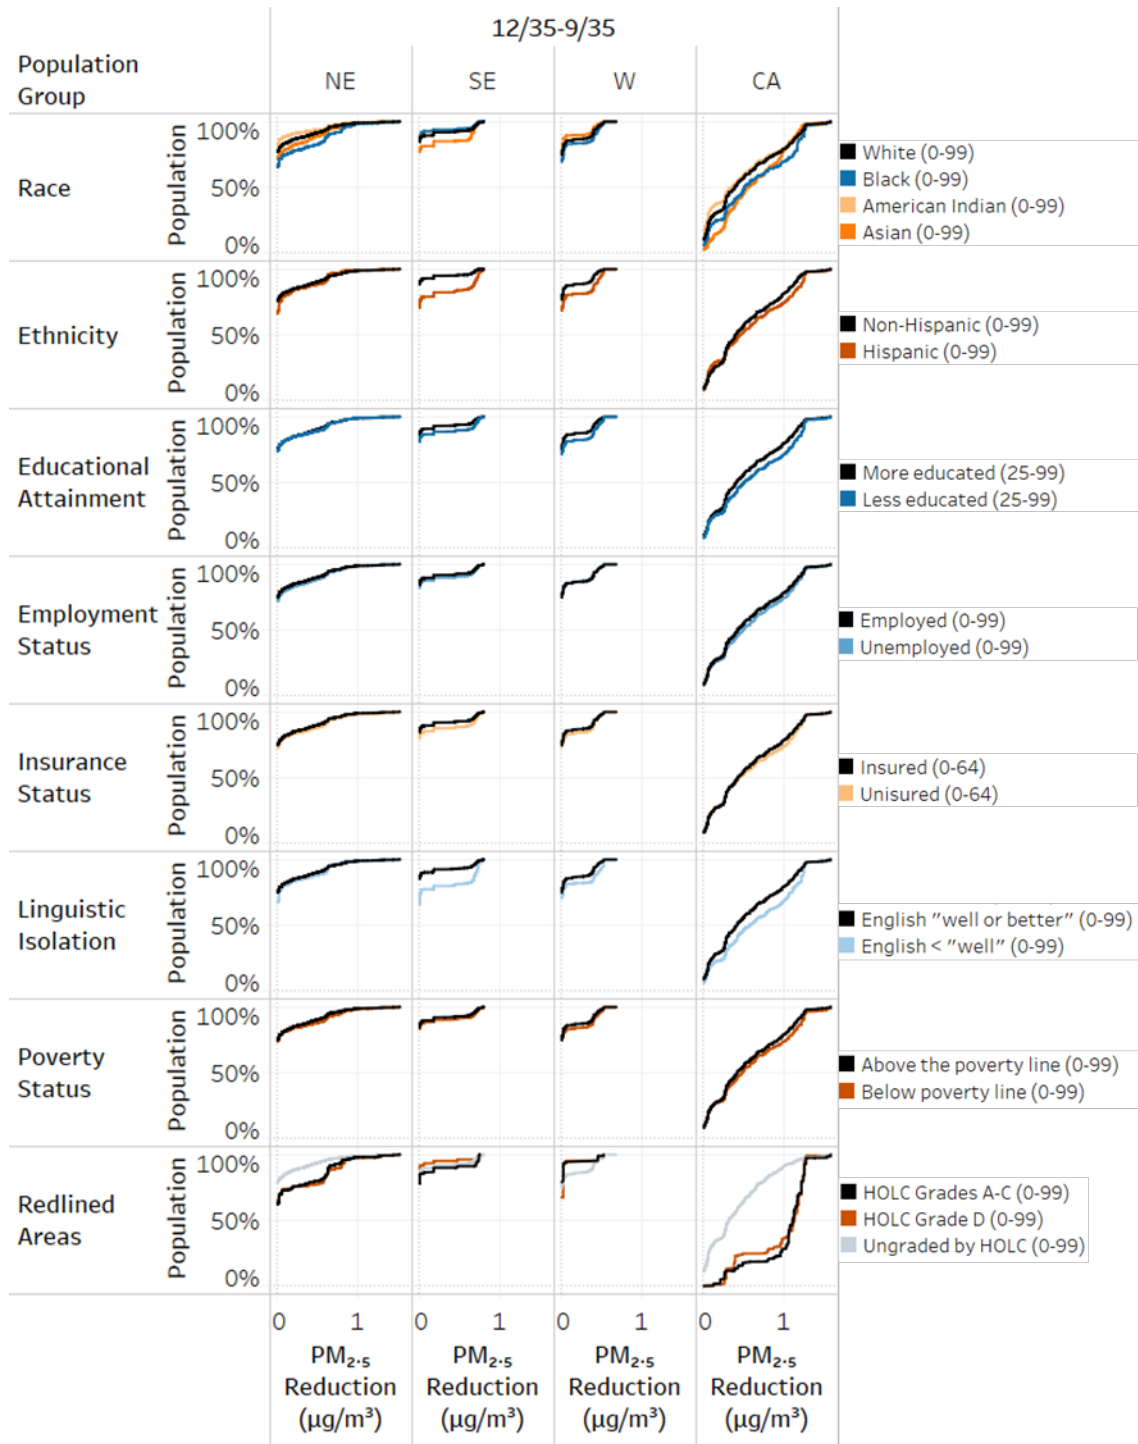 12/35-9/35
Population
Group
NE
SE
W
CA
Race
Population
100%
50%
0%
White (0-99)
Black (0-99)
American Indian (0-99)
Asian (0-99)
Ethnicity
Population
100%
50%
0%
Non-Hispanic (0-99)
Hispanic (0-99)
Educational
Attainment
Population
100%
50%
0%
More educated (25-99)
Less educated (25-99)
Employment
Status
Population
100%
50%
0%
Employed (0-99)
Unemployed (0-99)
Insurance
Status
Population
100%
50%
0%
Insured (0-64)
Unisured (0-64)
Linguistic
Isolation
Population
100%
50%
0%
English "well or better" (0-99)
English < "well" (0-99)
Poverty
Status
Population
100%
50%
0%
Above the poverty line (0-99)
Below poverty line (0-99)
Redlined
Areas
Population
100%
50%
0%
HOLC Grades A-C (0-99)
HOLC Grade D (0-99)
Ungraded by HOLC (0-99)
0 1 0 1 0 1 0 1
PM₂.₅ PM₂.₅ PM₂.₅ PM₂.₅
Reduction Reduction Reduction Reduction
(µg/m³) (µg/m³) (µg/m³) (µg/m³)